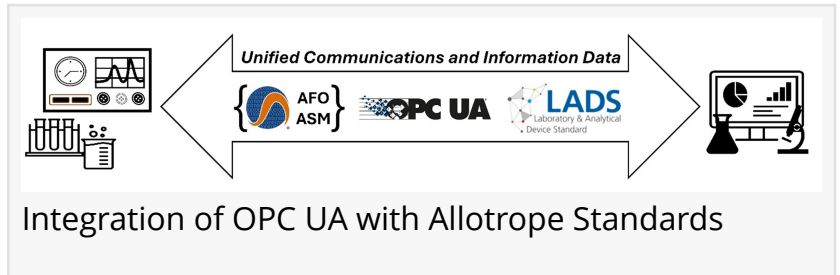 Unified Communications and Information Data
{ AFO
ASM }
OPC UA
LADS
Laboratory & Analytical
Device Standard
Integration of OPC UA with Allotrope Standards